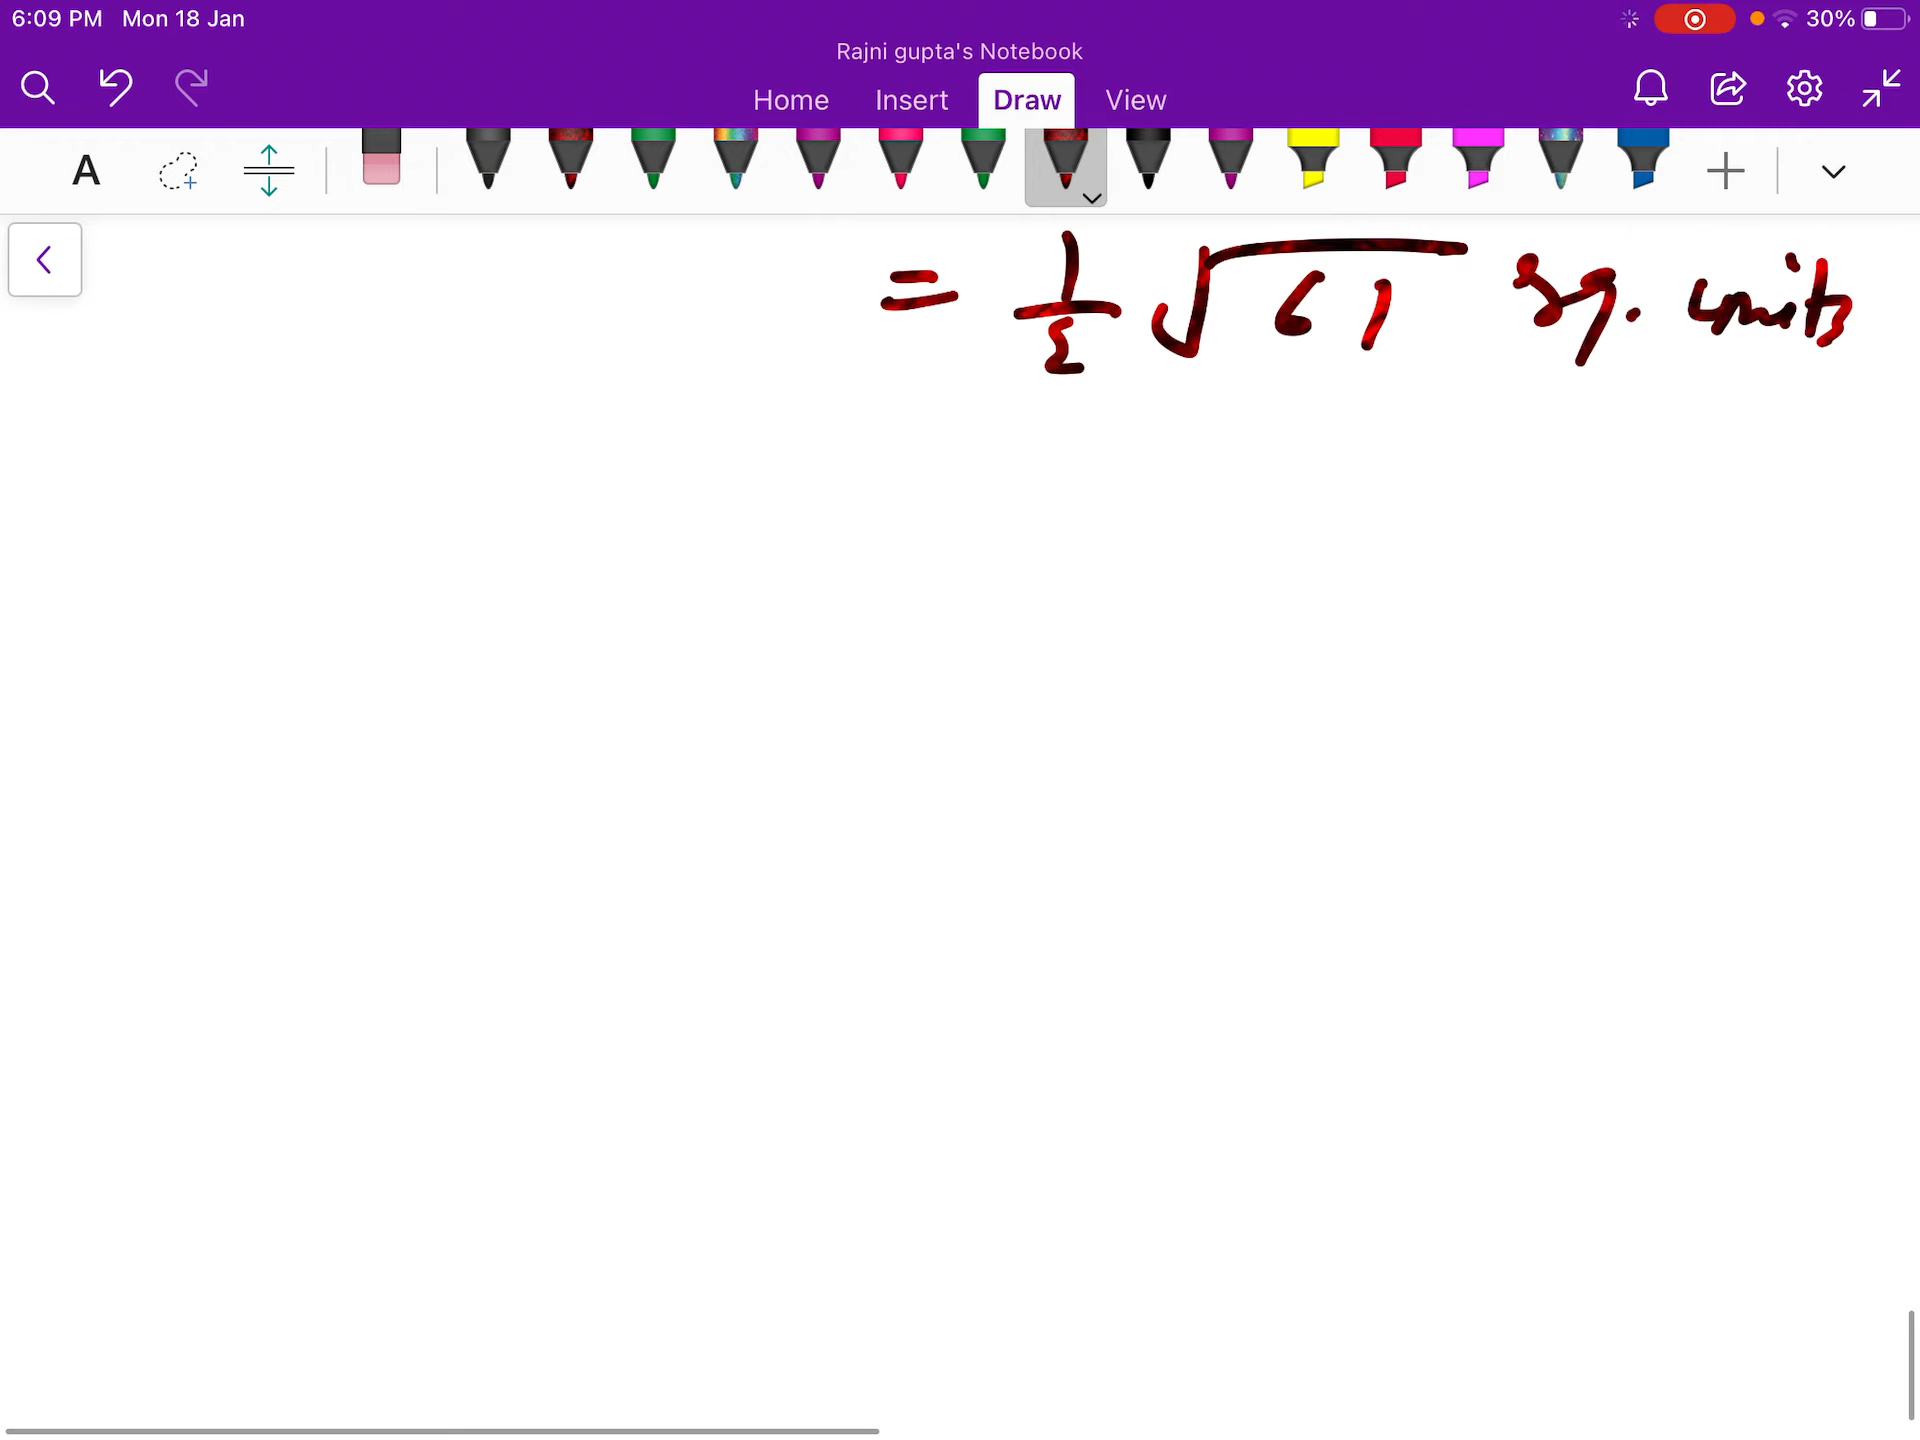 6:09 PM Mon 18 Jan 30%
Rajni gupta's Notebook
Home Insert Draw View
A
= 1/2 √61 sq. units